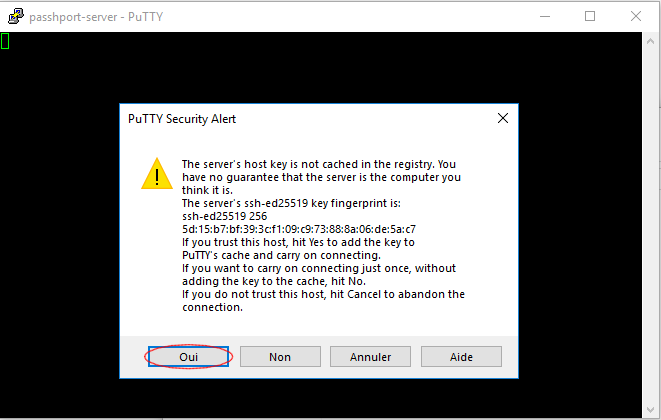 passhport-server - PuTTY
PuTTY Security Alert
The server's host key is not cached in the registry. You
have no guarantee that the server is the computer you
think it is.
The server's ssh-ed25519 key fingerprint is:
ssh-ed25519 256
5d:15:b7:bf:39:3c:f1:09:c9:73:88:8a:06:de:5a:c7
If you trust this host, hit Yes to add the key to
PuTTY's cache and carry on connecting.
If you want to carry on connecting just once, without
adding the key to the cache, hit No.
If you do not trust this host, hit Cancel to abandon the
connection.
Oui Non Annuler Aide